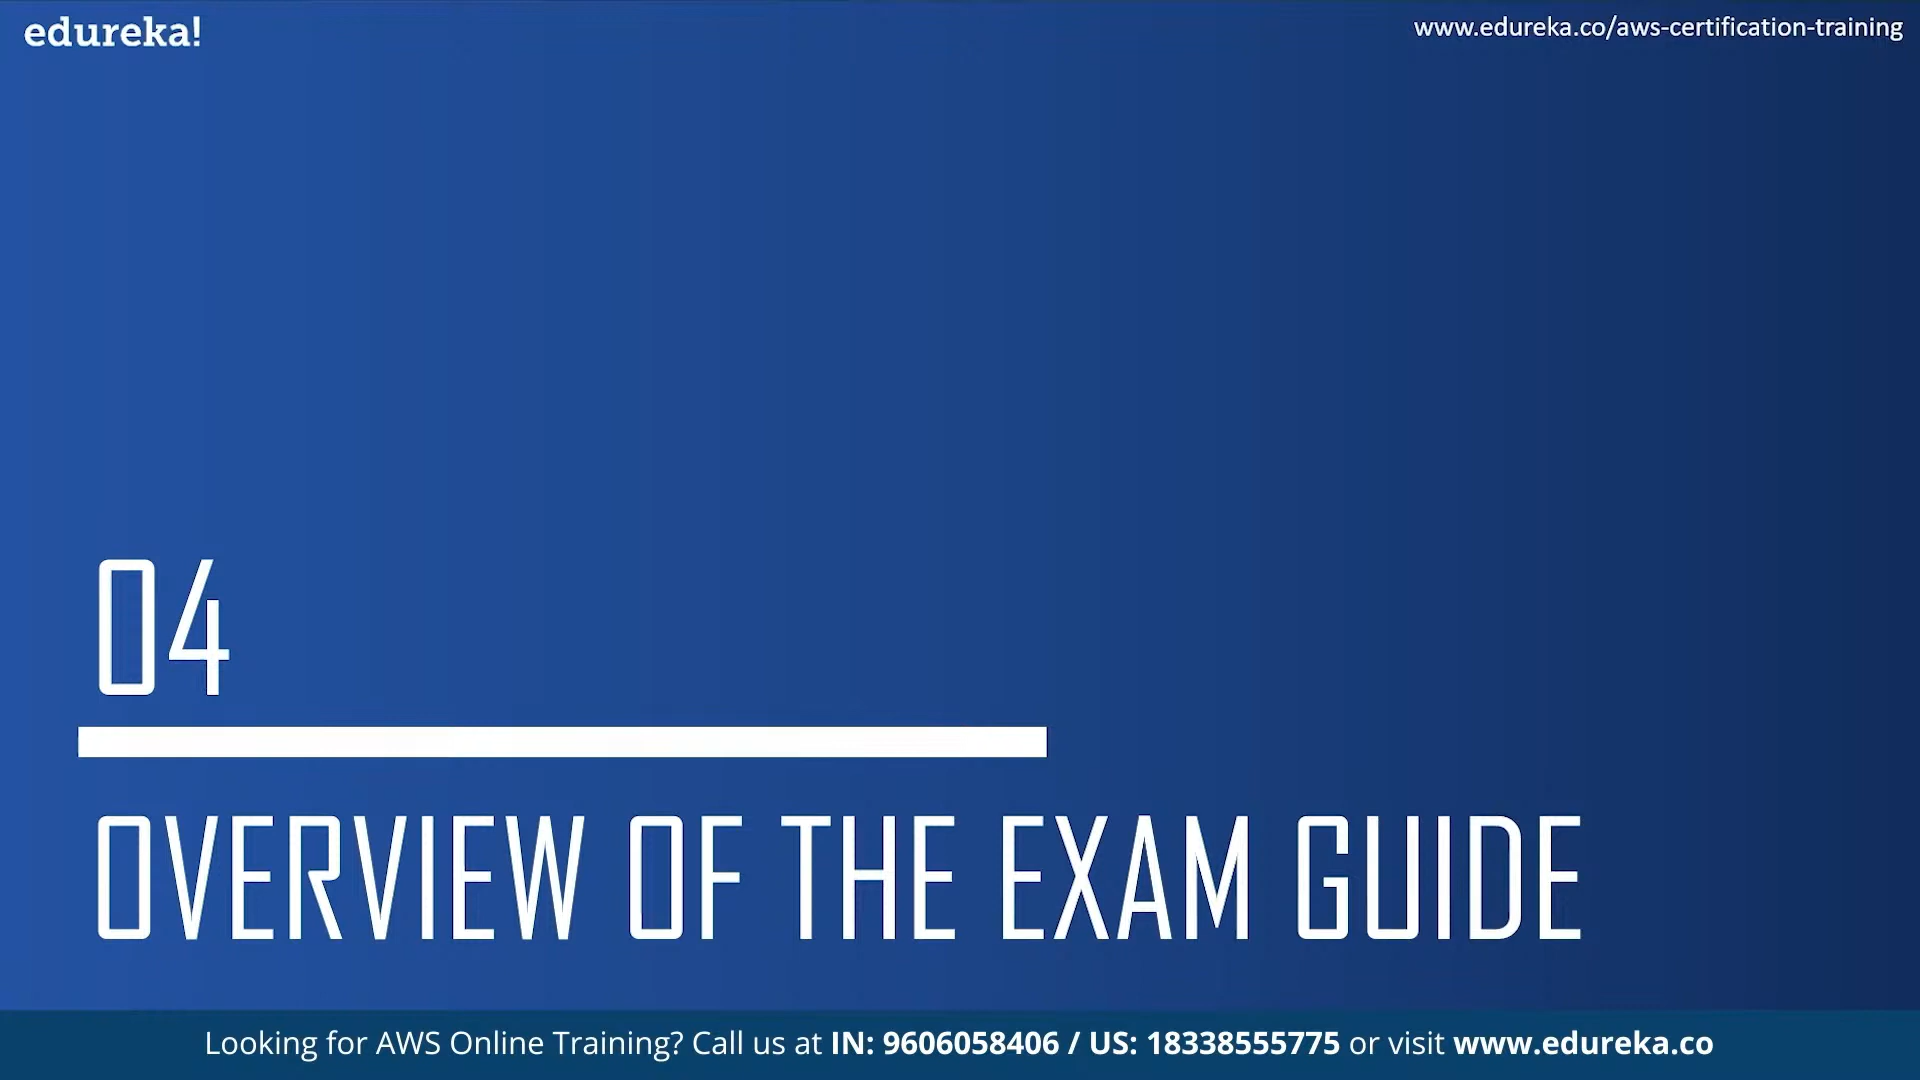 edureka!
www.edureka.co/aws-certification-training
04
OVERVIEW OF THE EXAM GUIDE
Looking for AWS Online Training? Call us at IN: 9606058406 / US: 18338555775 or visit www.edureka.co